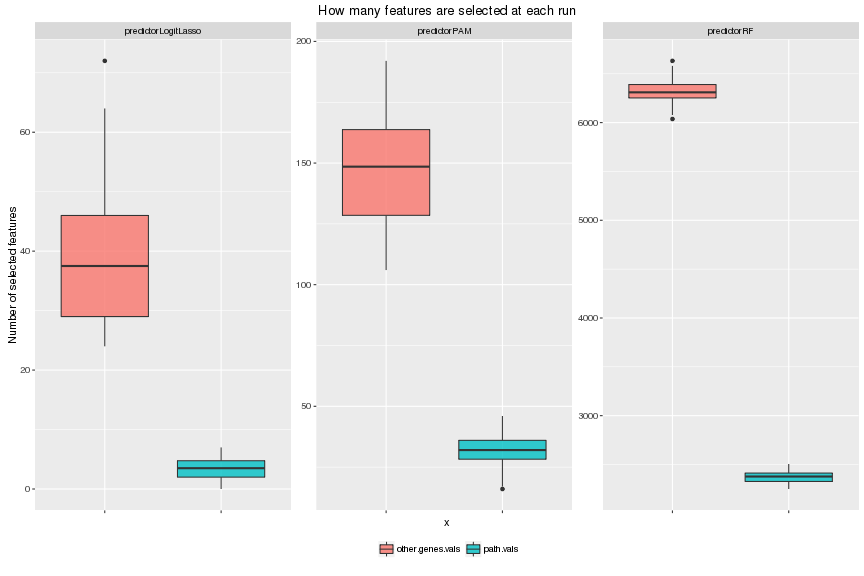 How many features are selected at each run
predictorLogitLasso
predictorPAM
predictorRF
Number of selected features
60
40
20
0
200
150
100
50
6000
5000
4000
3000
x
other.genes.vals
path.vals